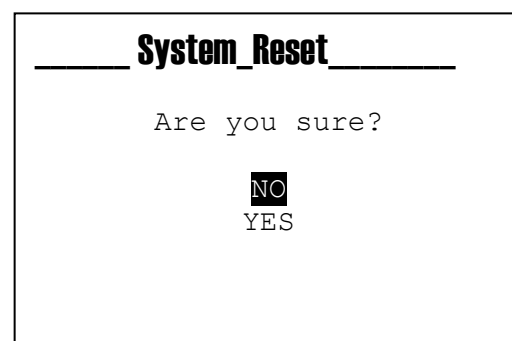 ______ System_Reset________
Are you sure?
NO
YES